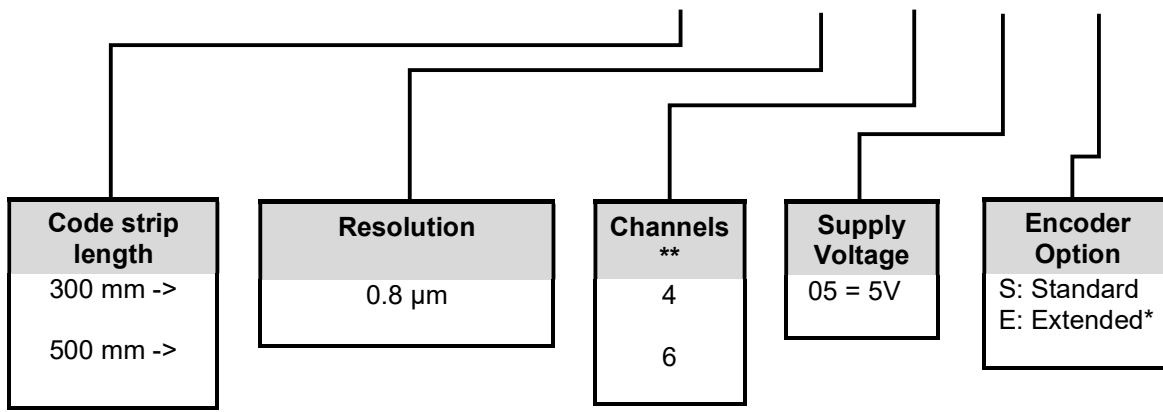 Code strip
length
300 mm ->
500 mm ->
Resolution
0.8 µm
Channels
**
4
6
Supply
Voltage
05 = 5V
Encoder
Option
S: Standard
E: Extended*